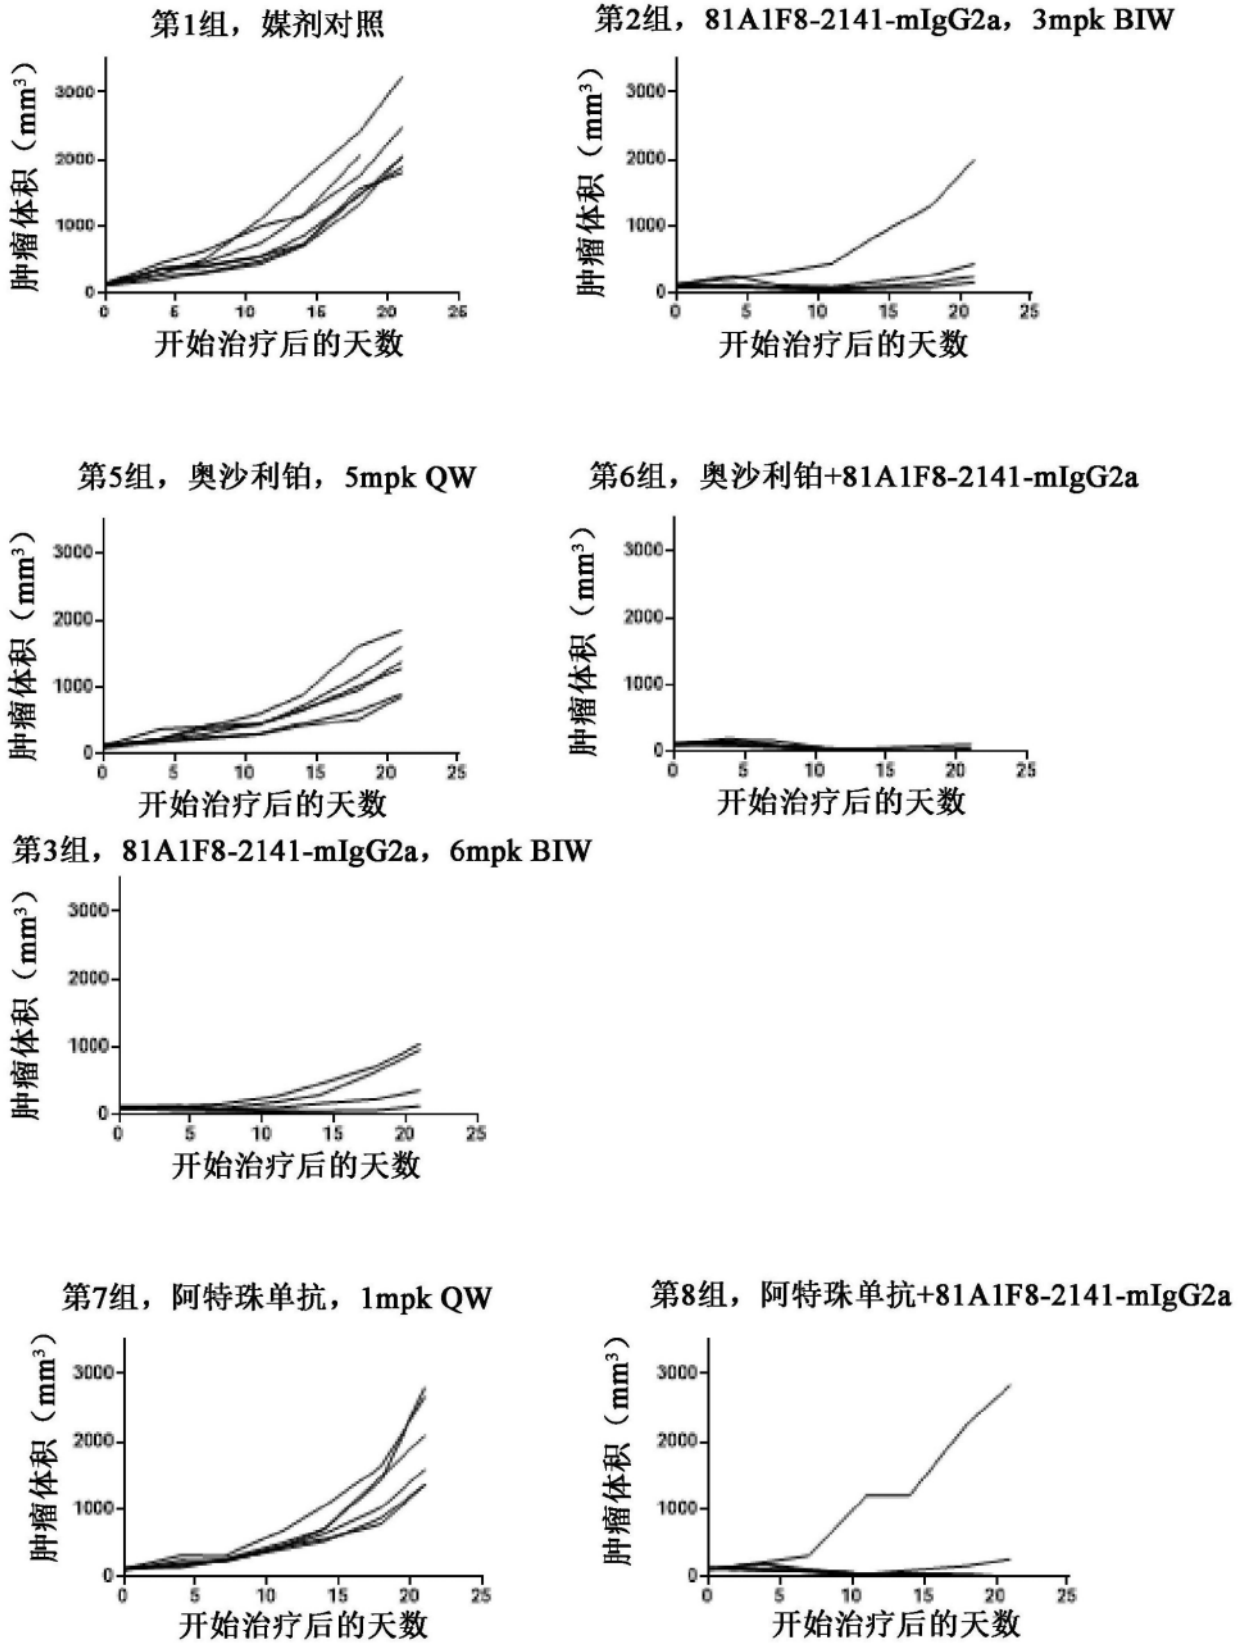 第1组，媒剂对照
肿瘤体积（mm³）
3000
2000
1000
0
0 5 10 15 20 25
开始治疗后的天数
第2组，81A1F8-2141-mIgG2a，3mpk BIW
肿瘤体积（mm³）
3000
2000
1000
0
0 5 10 15 20 25
开始治疗后的天数
第5组，奥沙利铂，5mpk QW
肿瘤体积（mm³）
3000
2000
1000
0
0 5 10 15 20 25
开始治疗后的天数
第6组，奥沙利铂+81A1F8-2141-mIgG2a
肿瘤体积（mm³）
3000
2000
1000
0
0 5 10 15 20 25
开始治疗后的天数
第3组，81A1F8-2141-mIgG2a，6mpk BIW
肿瘤体积（mm³）
3000
2000
1000
0
0 5 10 15 20 25
开始治疗后的天数
第7组，阿特珠单抗，1mpk QW
肿瘤体积（mm³）
3000
2000
1000
0
0 5 10 15 20 25
开始治疗后的天数
第8组，阿特珠单抗+81A1F8-2141-mIgG2a
肿瘤体积（mm³）
3000
2000
1000
0
0 5 10 15 20 25
开始治疗后的天数